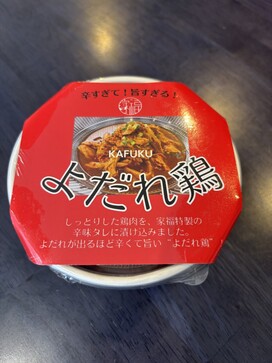 辛すぎて！旨すぎる！
KAFUKU
よだれ鶏
しっとりした鶏肉を、家福特製の
辛味タレに漬け込みました。
よだれが出るほど辛くて旨い“よだれ鶏”